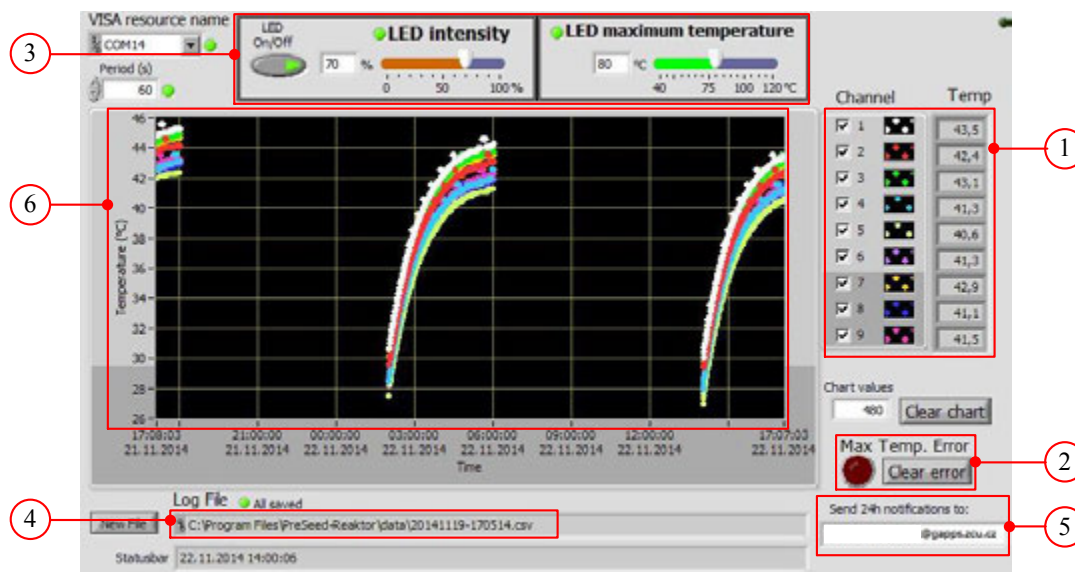 VISA resource name
COM14
Period (s)
60
3
LED
On/Off
70 %
LED intensity
0 50 100 %
LED maximum temperature
80 °C
40 75 100 120 °C
Channel Temp
1 43,5
2 42,4
3 43,1
4 41,3
5 40,6
6 41,3
7 42,9
8 41,1
9 41,5
1
6
Temperature (°C)
46
44
42
40
38
36
34
32
30
28
26
17:08:03 21:00:00 00:00:00 03:00:00 06:00:00 09:00:00 12:00:00 17:07:03
21.11.2014 21.11.2014 22.11.2014 22.11.2014 22.11.2014 22.11.2014 22.11.2014 22.11.2014
Time
Chart values
480 Clear chart
Max Temp. Error
Clear error
2
Log File All saved
4
New File C:\Program Files\PreSeed-Reaktor\data\20141119-170514.csv
Statusbar 22.11.2014 14:00:06
Send 24h notifications to:
@gapps.zcu.cz
5